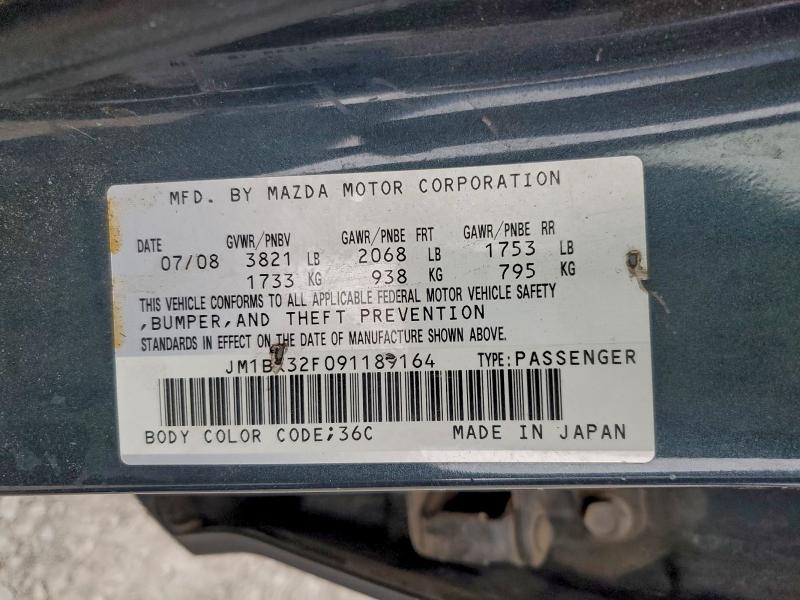 MFD. BY MAZDA MOTOR CORPORATION
DATE GVWR/PNBV GAWR/PNBE FRT GAWR/PNBE RR
07/08 3821 LB 2068 LB 1753 LB
1733 KG 938 KG 795 KG
THIS VEHICLE CONFORMS TO ALL APPLICABLE FEDERAL MOTOR VEHICLE SAFETY
,BUMPER,AND THEFT PREVENTION
STANDARDS IN EFFECT ON THE DATE OF MANUFACTURE SHOWN ABOVE.
JM1BK32F091189164 TYPE:PASSENGER
BODY COLOR CODE;36C MADE IN JAPAN